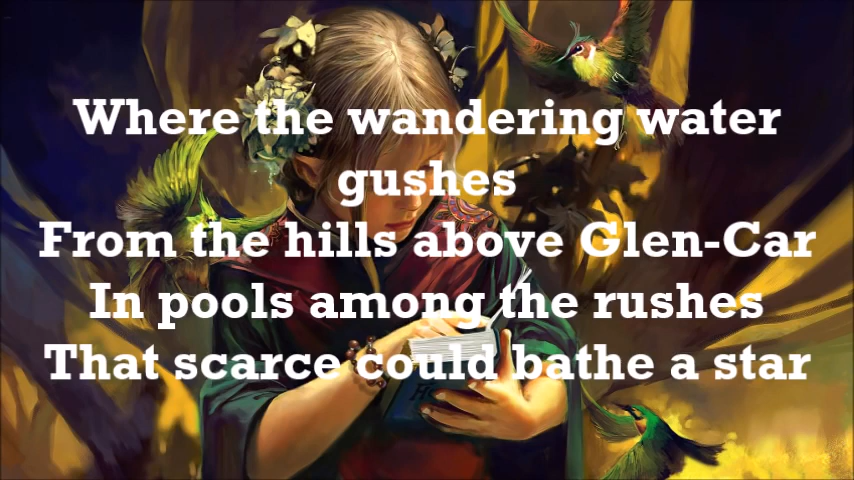 Where the wandering water
gushes
From the hills above Glen-Car
In pools among the rushes
That scarce could bathe a star